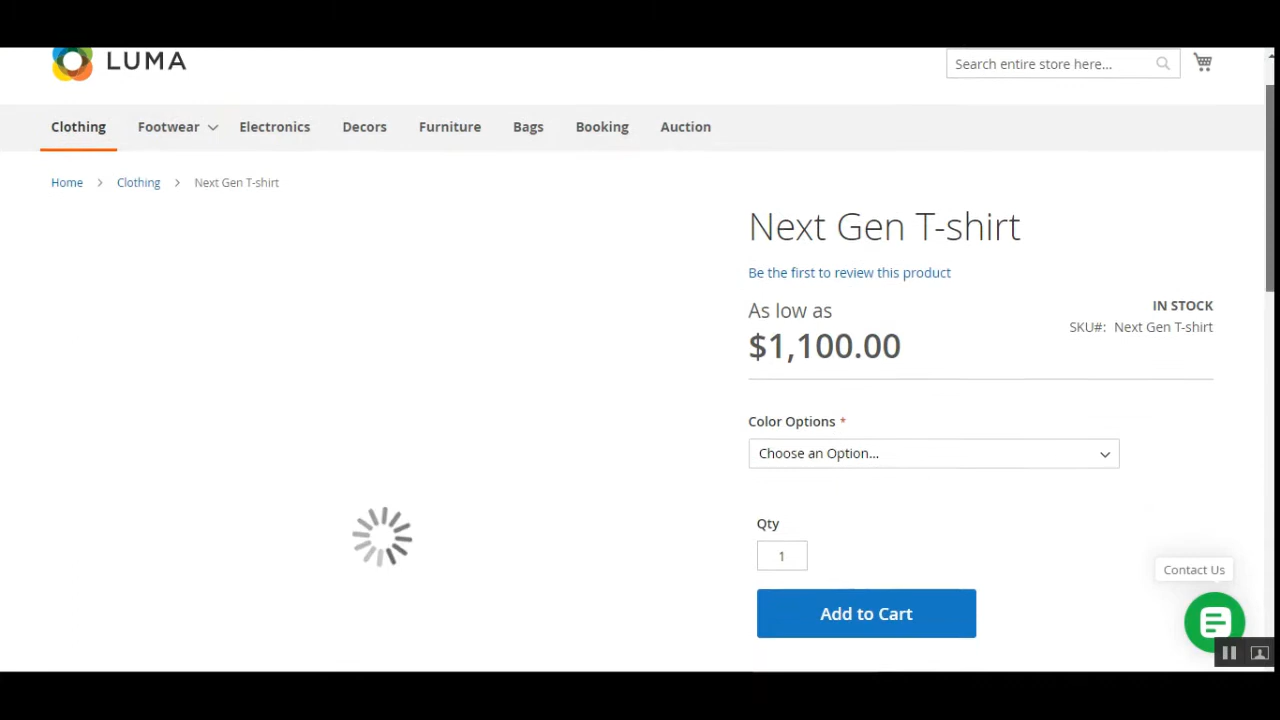 LUMA
Search entire store here...
Clothing Footwear Electronics Decors Furniture Bags Booking Auction
Home > Clothing > Next Gen T-shirt
Next Gen T-shirt
Be the first to review this product
As low as
IN STOCK
$1,100.00
SKU#: Next Gen T-shirt
Color Options *
Choose an Option...
Qty
1
Contact Us
Add to Cart